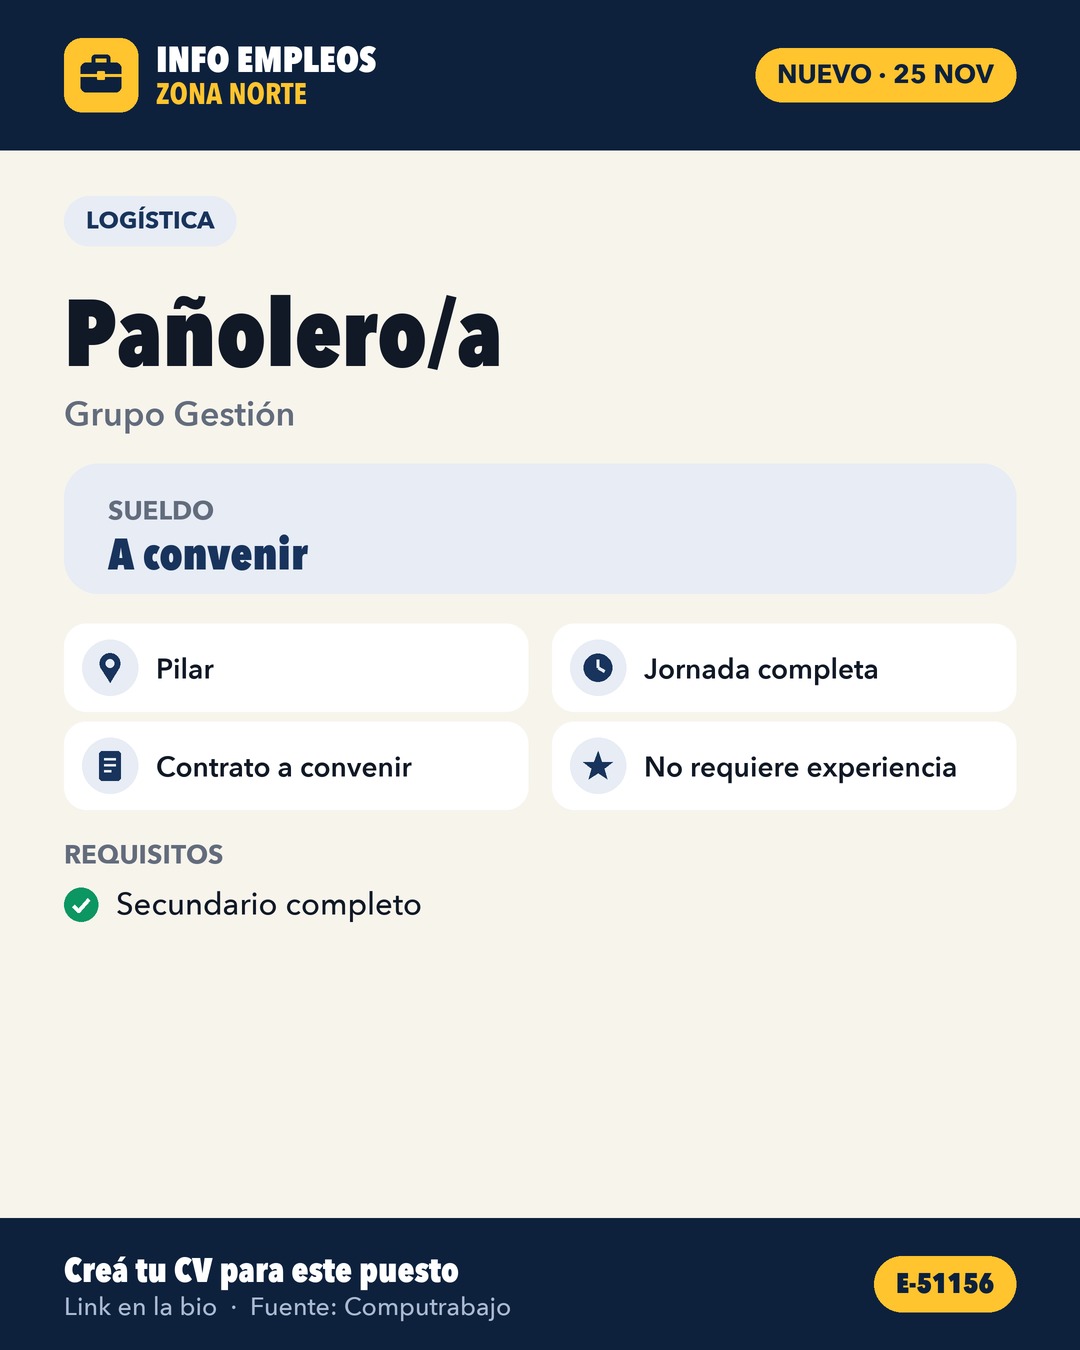 INFO EMPLEOS
ZONA NORTE
NUEVO · 25 NOV
LOGÍSTICA
Pañolero/a
Grupo Gestión
SUELDO
A convenir
Pilar
Jornada completa
Contrato a convenir
No requiere experiencia
REQUISITOS
Secundario completo
Creá tu CV para este puesto
Link en la bio · Fuente: Computrabajo
E-51156